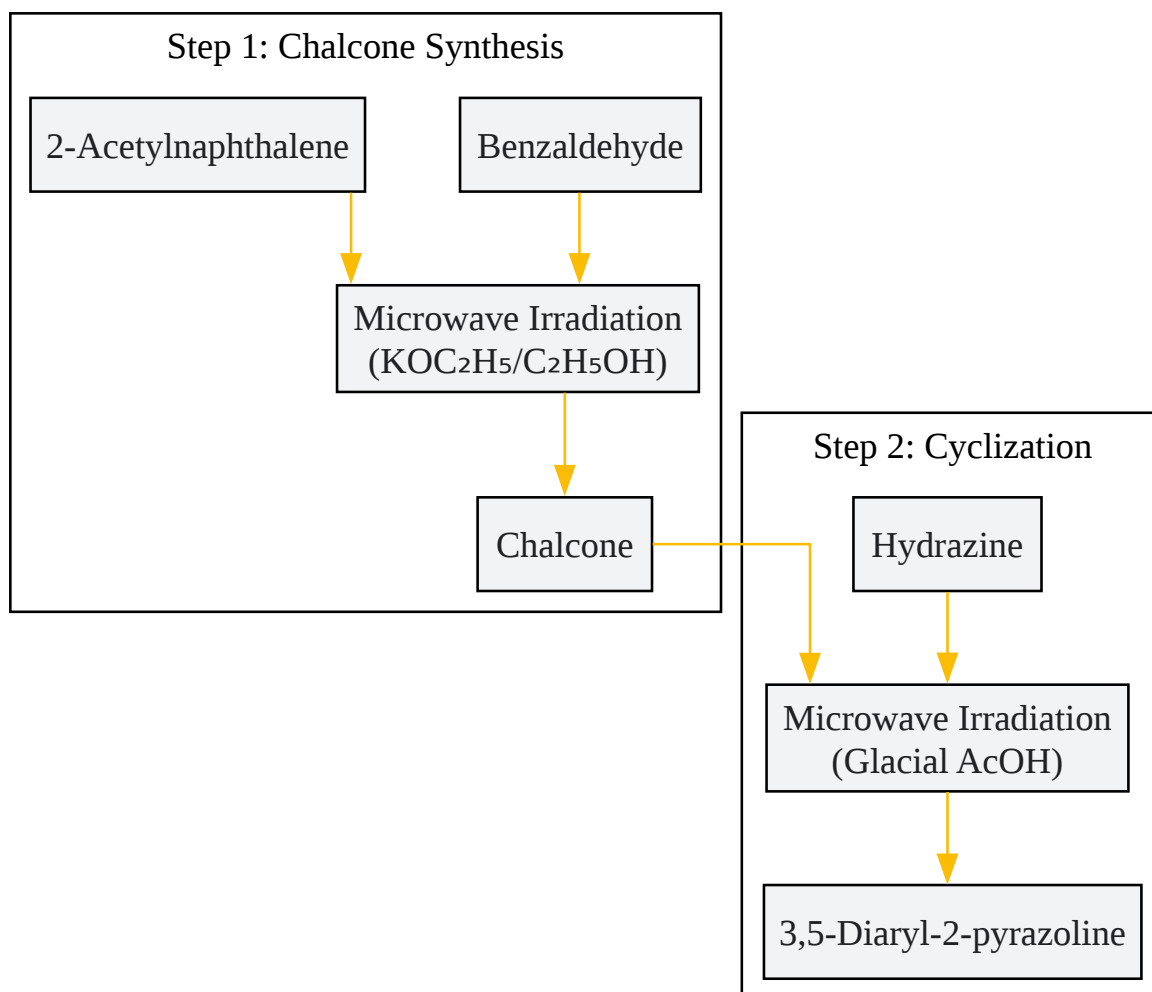 Step 1: Chalcone Synthesis
2-Acetylnaphthalene
Benzaldehyde
Microwave Irradiation
(KOC₂H₅/C₂H₅OH)
Chalcone
Step 2: Cyclization
Hydrazine
Microwave Irradiation
(Glacial AcOH)
3,5-Diaryl-2-pyrazoline